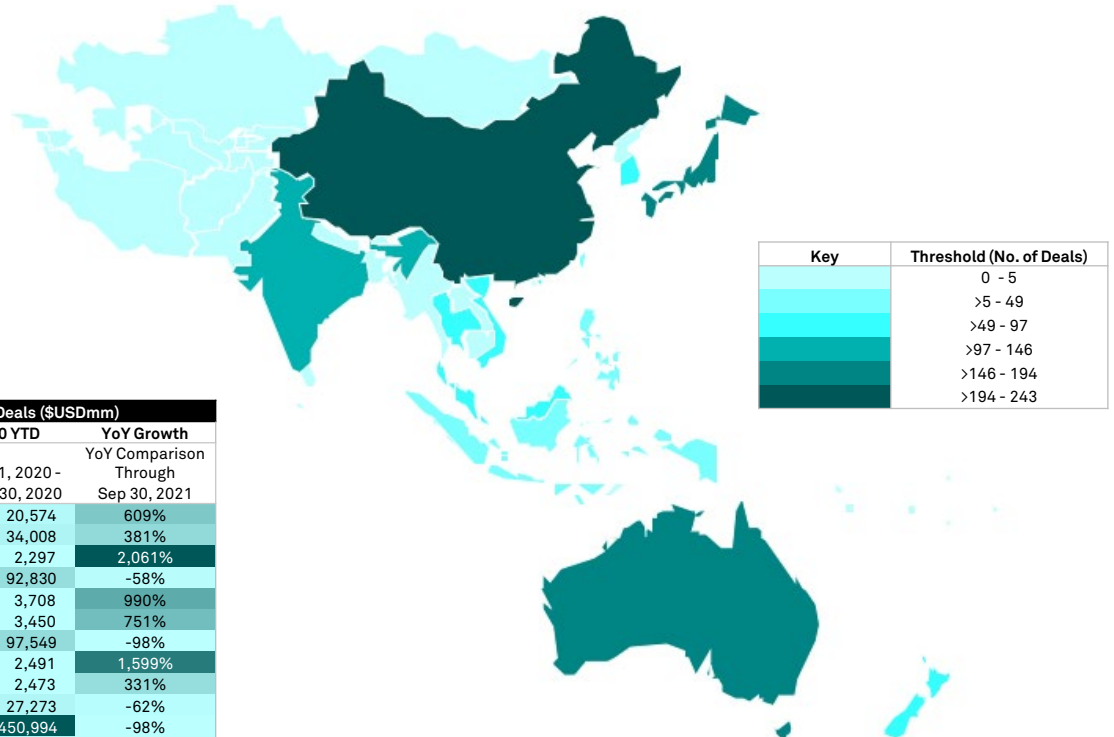 Key Threshold (No. of Deals)
0 - 5
>5 - 49
>49 - 97
>97 - 146
>146 - 194
>194 - 243
Deals ($USDmm)
0 YTD YoY Growth
1, 2020 - YoY Comparison
30, 2020 Through
Sep 30, 2021
20,574 609%
34,008 381%
2,297 2,061%
92,830 -58%
3,708 990%
3,450 751%
97,549 -98%
2,491 1,599%
2,473 331%
27,273 -62%
450,994 -98%